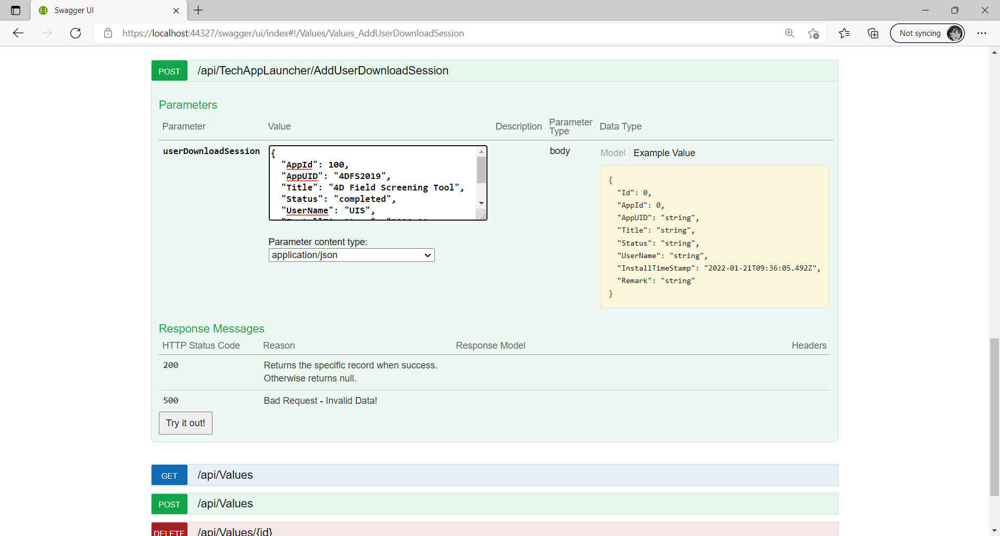 Swagger UI
https://localhost:44327/swagger/ui/index#!/Values/Values_AddUserDownloadSession
Not syncing
POST /api/TechAppLauncher/AddUserDownloadSession
Parameters
Parameter Value Description Parameter Type Data Type
userDownloadSession
{
"AppId": 100,
"AppUID": "4DFS2019",
"Title": "4D Field Screening Tool",
"Status": "completed",
"UserName": "UIS",
body
Model Example Value
{
"Id": 0,
"AppId": 0,
"AppUID": "string",
"Title": "string",
"Status": "string",
"UserName": "string",
"InstallTimeStamp": "2022-01-21T09:36:05.492Z",
"Remark": "string"
}
Parameter content type:
application/json
Response Messages
HTTP Status Code Reason Response Model Headers
200 Returns the specific record when success.
Otherwise returns null.
500 Bad Request - Invalid Data!
Try it out!
GET /api/Values
POST /api/Values
DELETE /api/Values/{id}